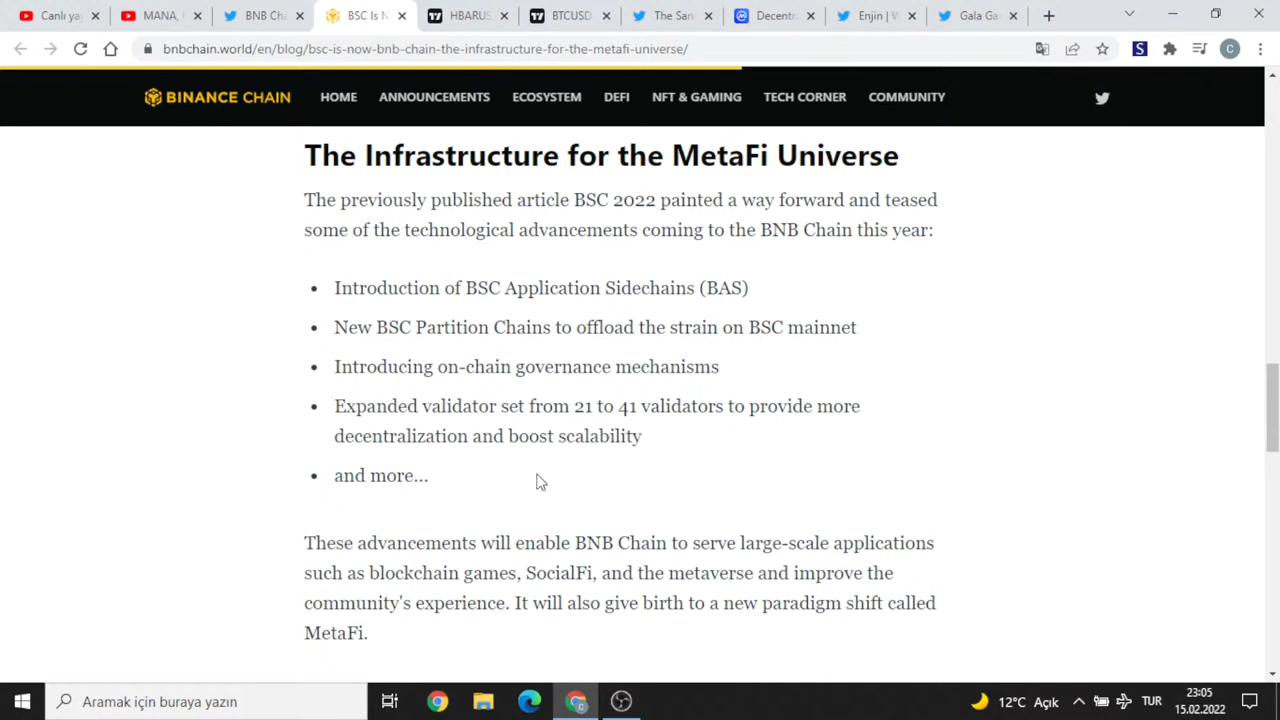 Canlı ya
MANA,
BNB Cha
BSC Is N
HBARUS
BTCUSD
The San
Decentr
Enjin | W
Gala Ga
bnbchain.world/en/blog/bsc-is-now-bnb-chain-the-infrastructure-for-the-metafi-universe/
S
C
BINANCE CHAIN
HOME
ANNOUNCEMENTS
ECOSYSTEM
DEFI
NFT & GAMING
TECH CORNER
COMMUNITY
The Infrastructure for the MetaFi Universe
The previously published article BSC 2022 painted a way forward and teased
some of the technological advancements coming to the BNB Chain this year:
• Introduction of BSC Application Sidechains (BAS)
• New BSC Partition Chains to offload the strain on BSC mainnet
• Introducing on-chain governance mechanisms
• Expanded validator set from 21 to 41 validators to provide more
decentralization and boost scalability
• and more...
These advancements will enable BNB Chain to serve large-scale applications
such as blockchain games, SocialFi, and the metaverse and improve the
community's experience. It will also give birth to a new paradigm shift called
MetaFi.
Aramak için buraya yazın
12°C Açık
TUR
23:05
15.02.2022